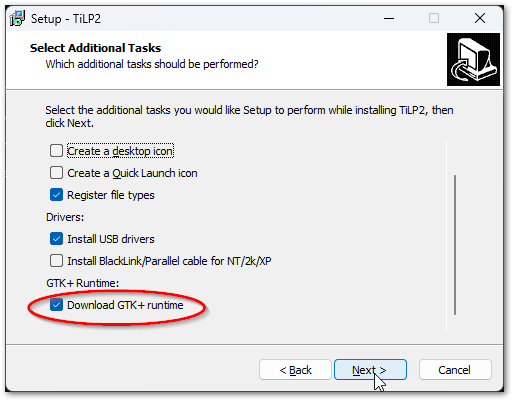 Setup - TiLP2
Select Additional Tasks
Which additional tasks should be performed?
Select the additional tasks you would like Setup to perform while installing TiLP2, then
click Next.
Create a desktop icon
Create a Quick Launch icon
Register file types
Drivers:
Install USB drivers
Install BlackLink/Parallel cable for NT/2k/XP
GTK+ Runtime:
Download GTK+ runtime
< Back
Next >
Cancel